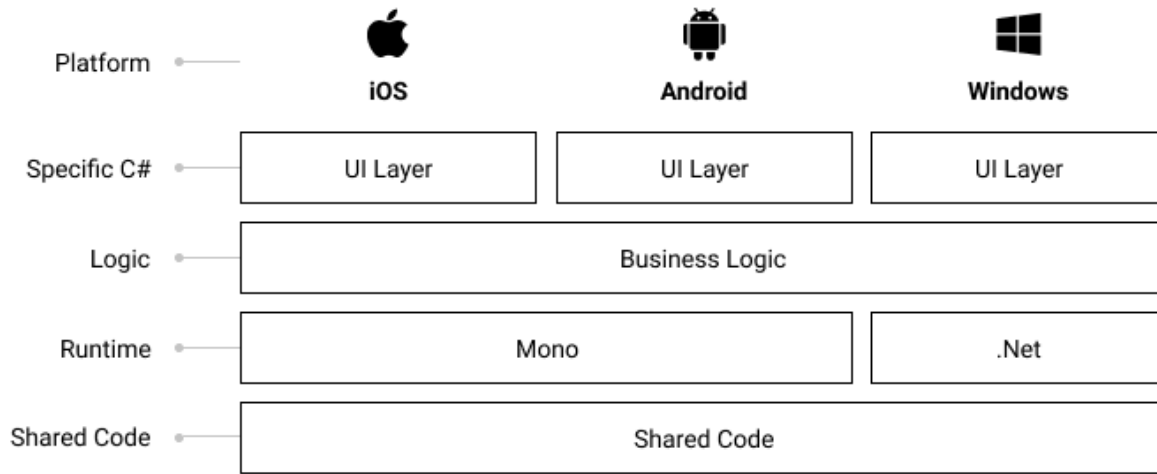 Platform
iOS Android Windows
Specific C# UI Layer UI Layer UI Layer
Logic Business Logic
Runtime Mono .Net
Shared Code Shared Code